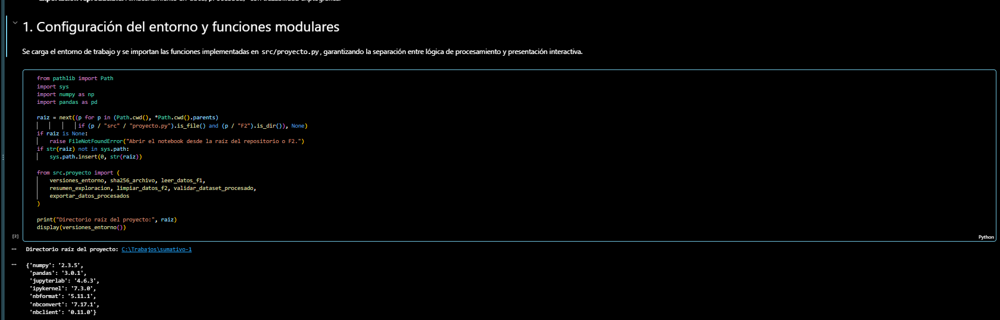 1. Configuración del entorno y funciones modulares
Se carga el entorno de trabajo y se importan las funciones implementadas en src/proyecto.py, garantizando la separación entre lógica de procesamiento y presentación interactiva.
from pathlib import Path
import sys
import numpy as np
import pandas as pd
raiz = next((p for p in (Path.cwd(), *Path.cwd().parents)
if (p / "src" / "proyecto.py").is_file() and (p / "F2").is_dir()), None)
if raiz is None:
raise FileNotFoundError("Abrir el notebook desde la raíz del repositorio o F2.")
if str(raiz) not in sys.path:
sys.path.insert(0, str(raiz))
from src.proyecto import (
versiones_entorno, sha256_archivo, leer_datos_f1,
resumen_exploracion, limpiar_datos_f2, validar_dataset_procesado,
exportar_datos_procesados
)
print("Directorio raíz del proyecto:", raiz)
display(versiones_entorno())
[2]
Python
Directorio raíz del proyecto: C:\Trabajos\sumativo-1
{'numpy': '2.3.5',
'pandas': '3.0.1',
'jupyterlab': '4.6.3',
'ipykernel': '7.3.0',
'nbformat': '5.11.1',
'nbconvert': '7.17.1',
'nbclient': '0.11.0'}